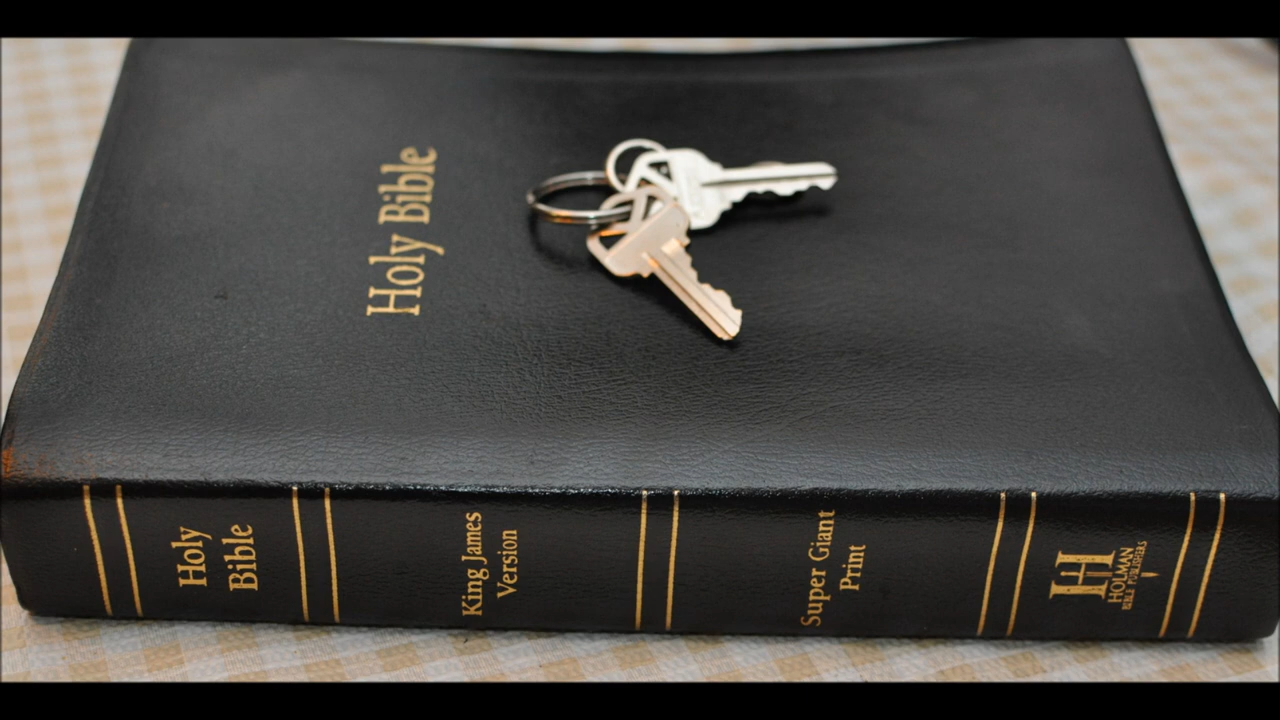 Holy Bible
Holy
Bible
King James
Version
Super Giant
Print
HOLMAN
BIBLE PUBLISHERS